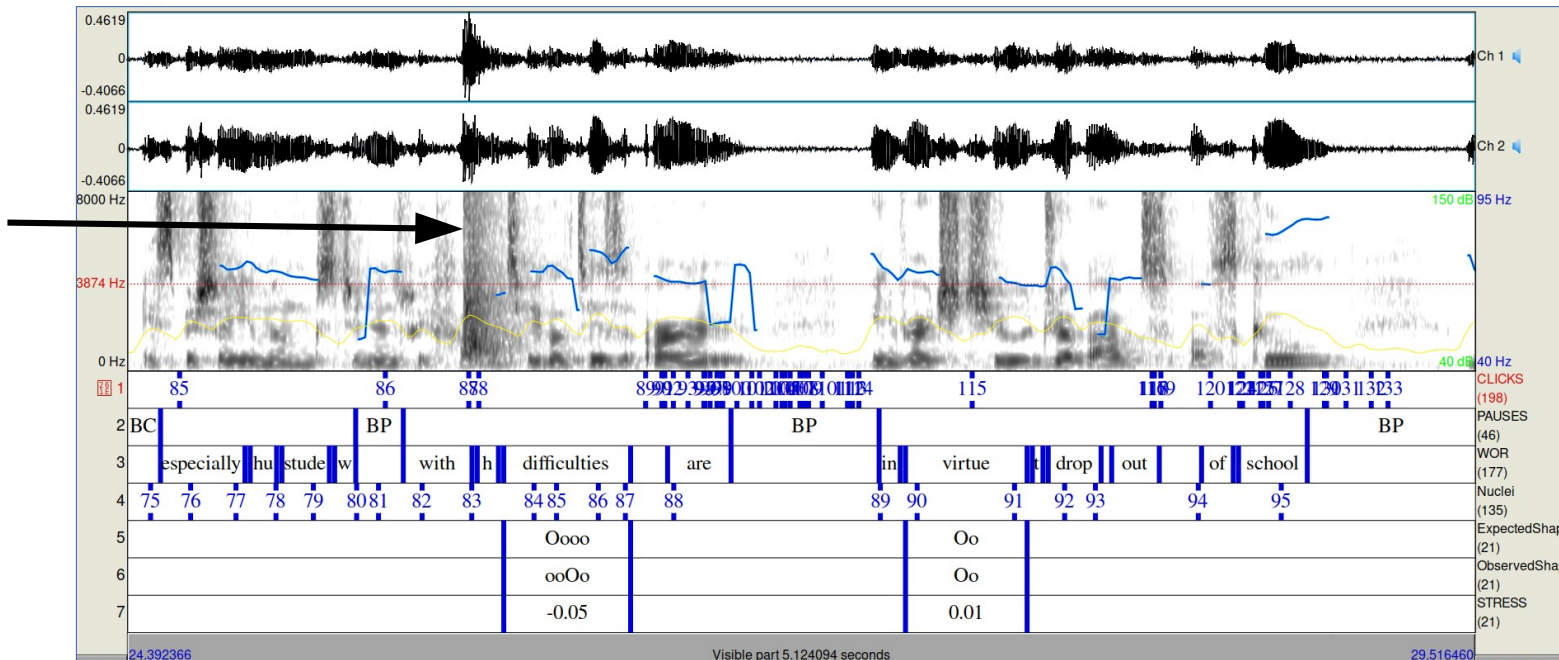 0.4619
0
-0.4066
Ch 1
0.4619
0
-0.4066
Ch 2
8000 Hz 150 dB 95 Hz
3874 Hz
0 Hz 40 dB 40 Hz
1 85 86 115 CLICKS
(198)
2 BC BP BP BP PAUSES
(46)
3 especially hu stude w with h difficulties are in virtue t drop out of school WOR
(177)
4 75 76 77 78 79 80 81 82 83 84 85 86 87 88 89 90 91 92 93 94 95 Nuclei
(135)
5 Oooo Oo ExpectedShap
(21)
6 ooOo Oo ObservedSha
(21)
7 -0.05 0.01 STRESS
(21)
24.392366 Visible part 5.124094 seconds 29.516460